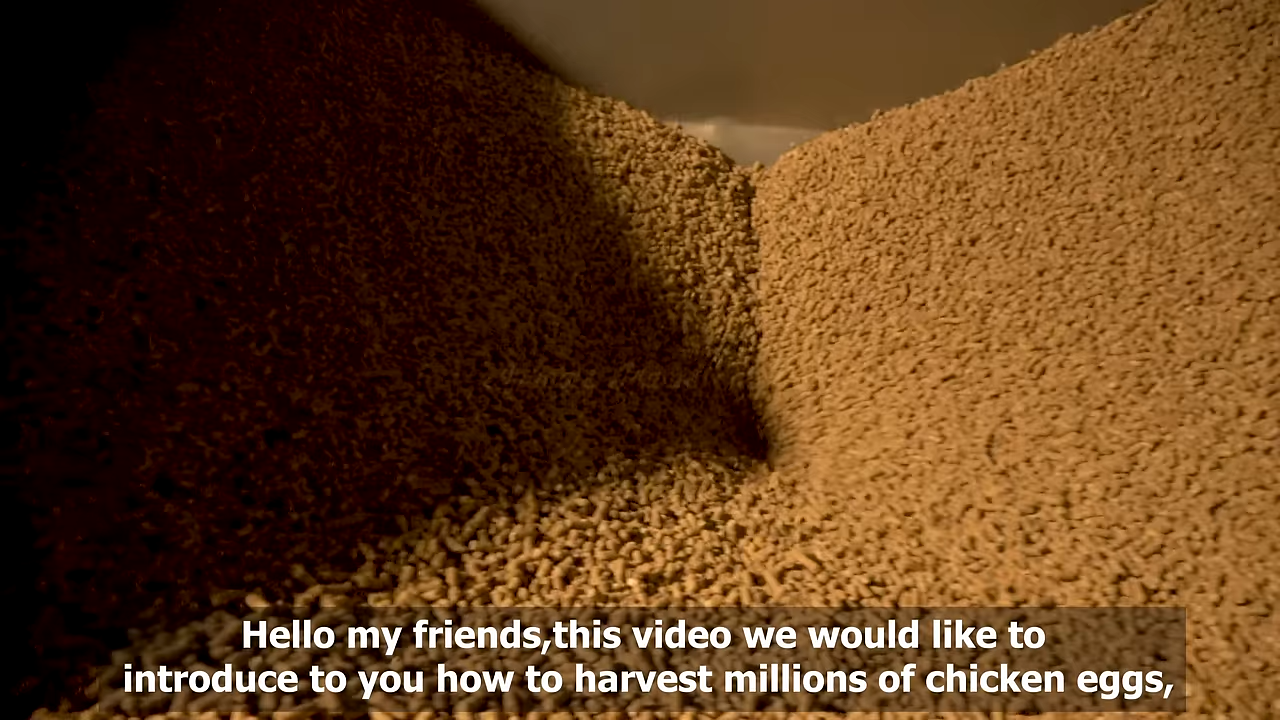 Hello my friends,this video we would like to
introduce to you how to harvest millions of chicken eggs,